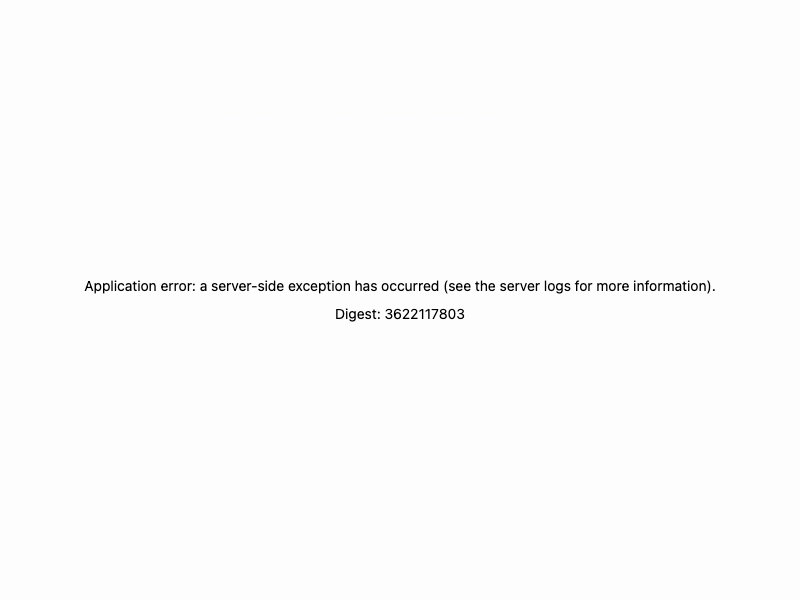 Application error: a server-side exception has occurred (see the server logs for more information).
Digest: 3622117803